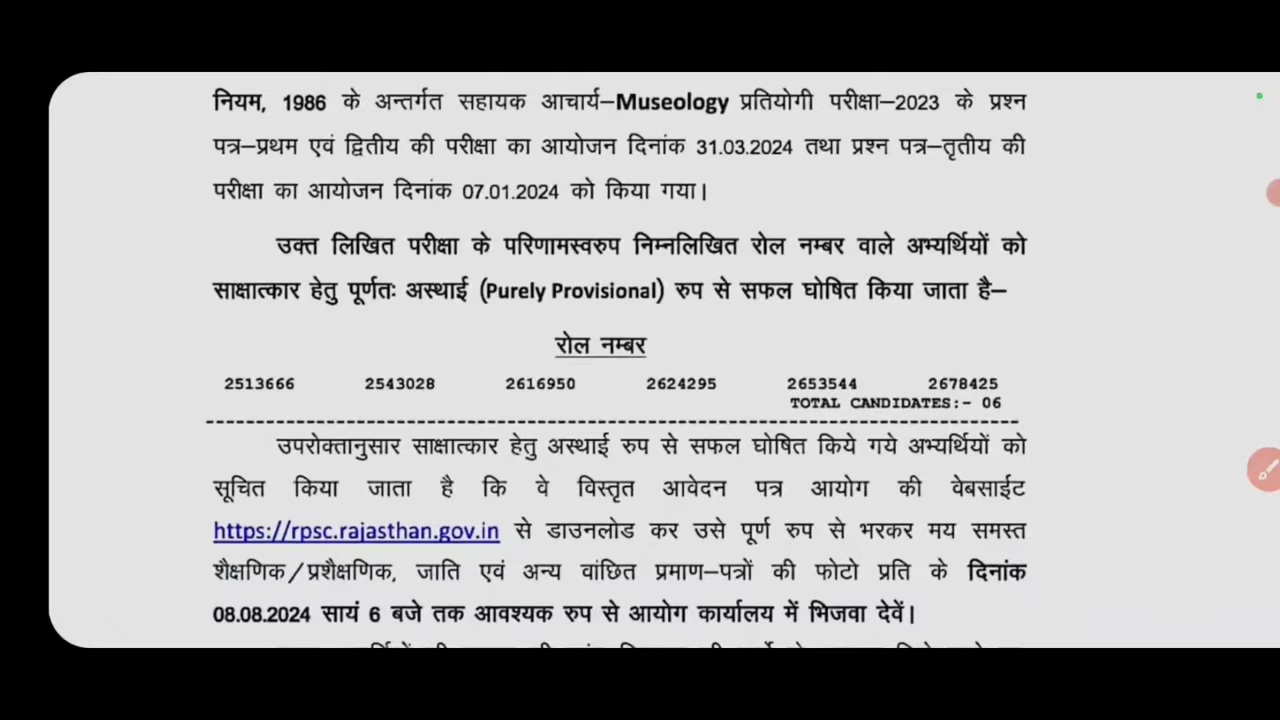 नियम, 1986 के अन्तर्गत सहायक आचार्य–Museology प्रतियोगी परीक्षा–2023 के प्रश्न
पत्र–प्रथम एवं द्वितीय की परीक्षा का आयोजन दिनांक 31.03.2024 तथा प्रश्न पत्र–तृतीय की
परीक्षा का आयोजन दिनांक 07.01.2024 को किया गया।
उक्त लिखित परीक्षा के परिणामस्वरुप निम्नलिखित रोल नम्बर वाले अभ्यर्थियों को
साक्षात्कार हेतु पूर्णतः अस्थाई (Purely Provisional) रुप से सफल घोषित किया जाता है–
रोल नम्बर
2513666 2543028 2616950 2624295 2653544 2678425
TOTAL CANDIDATES:- 06
उपरोक्तानुसार साक्षात्कार हेतु अस्थाई रुप से सफल घोषित किये गये अभ्यर्थियों को
सूचित किया जाता है कि वे विस्तृत आवेदन पत्र आयोग की वेबसाईट
https://rpsc.rajasthan.gov.in से डाउनलोड कर उसे पूर्ण रुप से भरकर मय समस्त
शैक्षणिक/प्रशैक्षणिक, जाति एवं अन्य वांछित प्रमाण–पत्रों की फोटो प्रति के दिनांक
08.08.2024 सायं 6 बजे तक आवश्यक रुप से आयोग कार्यालय में भिजवा देवें।